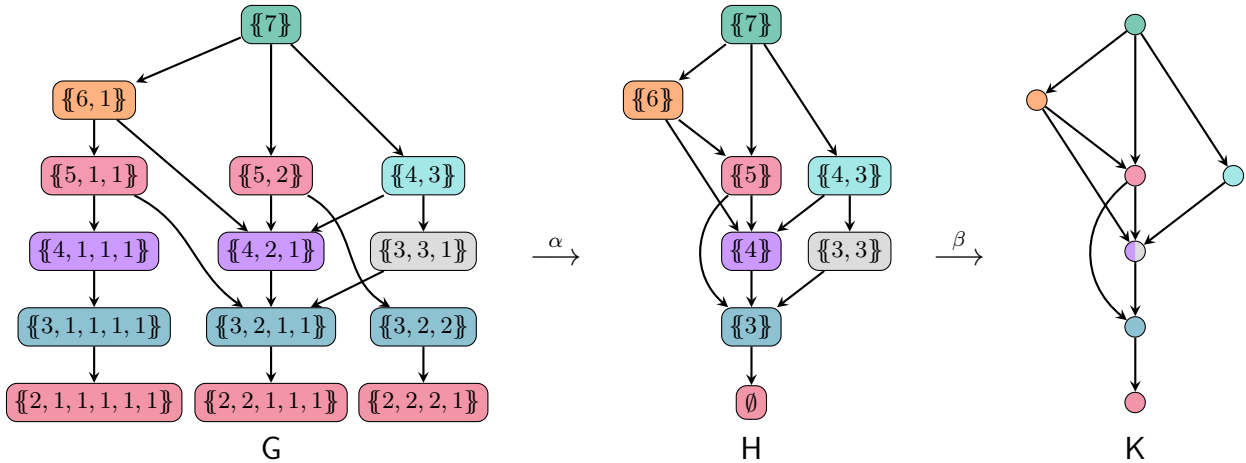 ⦃7⦄ ⦃7⦄
⦃6, 1⦄ ⦃6⦄
⦃5, 1, 1⦄ ⦃5, 2⦄ ⦃4, 3⦄ ⦃5⦄ ⦃4, 3⦄
⦃4, 1, 1, 1⦄ ⦃4, 2, 1⦄ ⦃3, 3, 1⦄ α ⦃4⦄ ⦃3, 3⦄ β
⦃3, 1, 1, 1, 1⦄ ⦃3, 2, 1, 1⦄ ⦃3, 2, 2⦄ ⦃3⦄
⦃2, 1, 1, 1, 1, 1⦄ ⦃2, 2, 1, 1, 1⦄ ⦃2, 2, 2, 1⦄ ∅
G H K